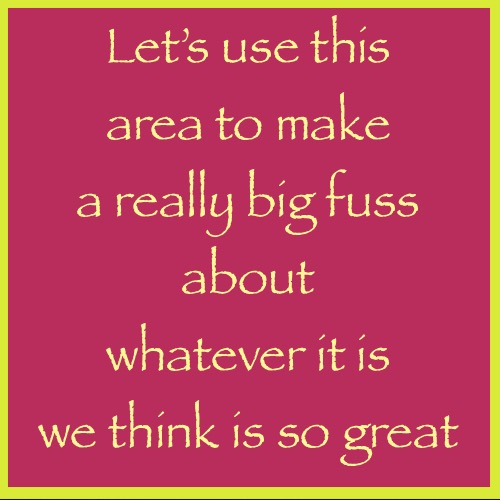 Let’s use this
area to make
a really big fuss
about
whatever it is
we think is so great